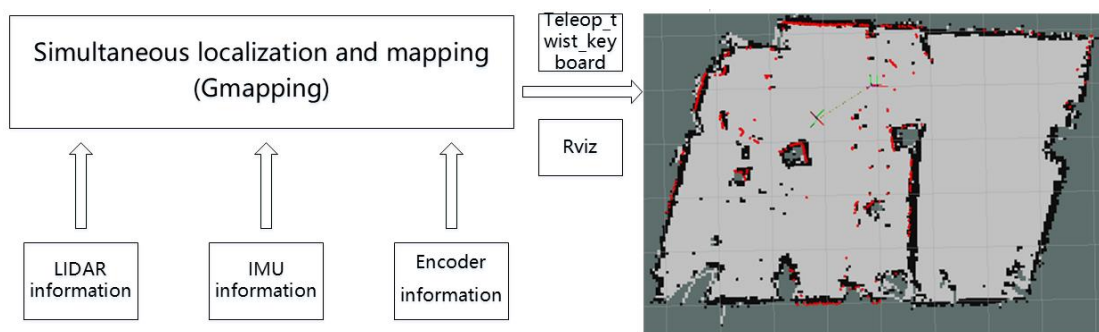 Simultaneous localization and mapping
(Gmapping)
Teleop_t
wist_key
board
Rviz
LIDAR
information
IMU
information
Encoder
information